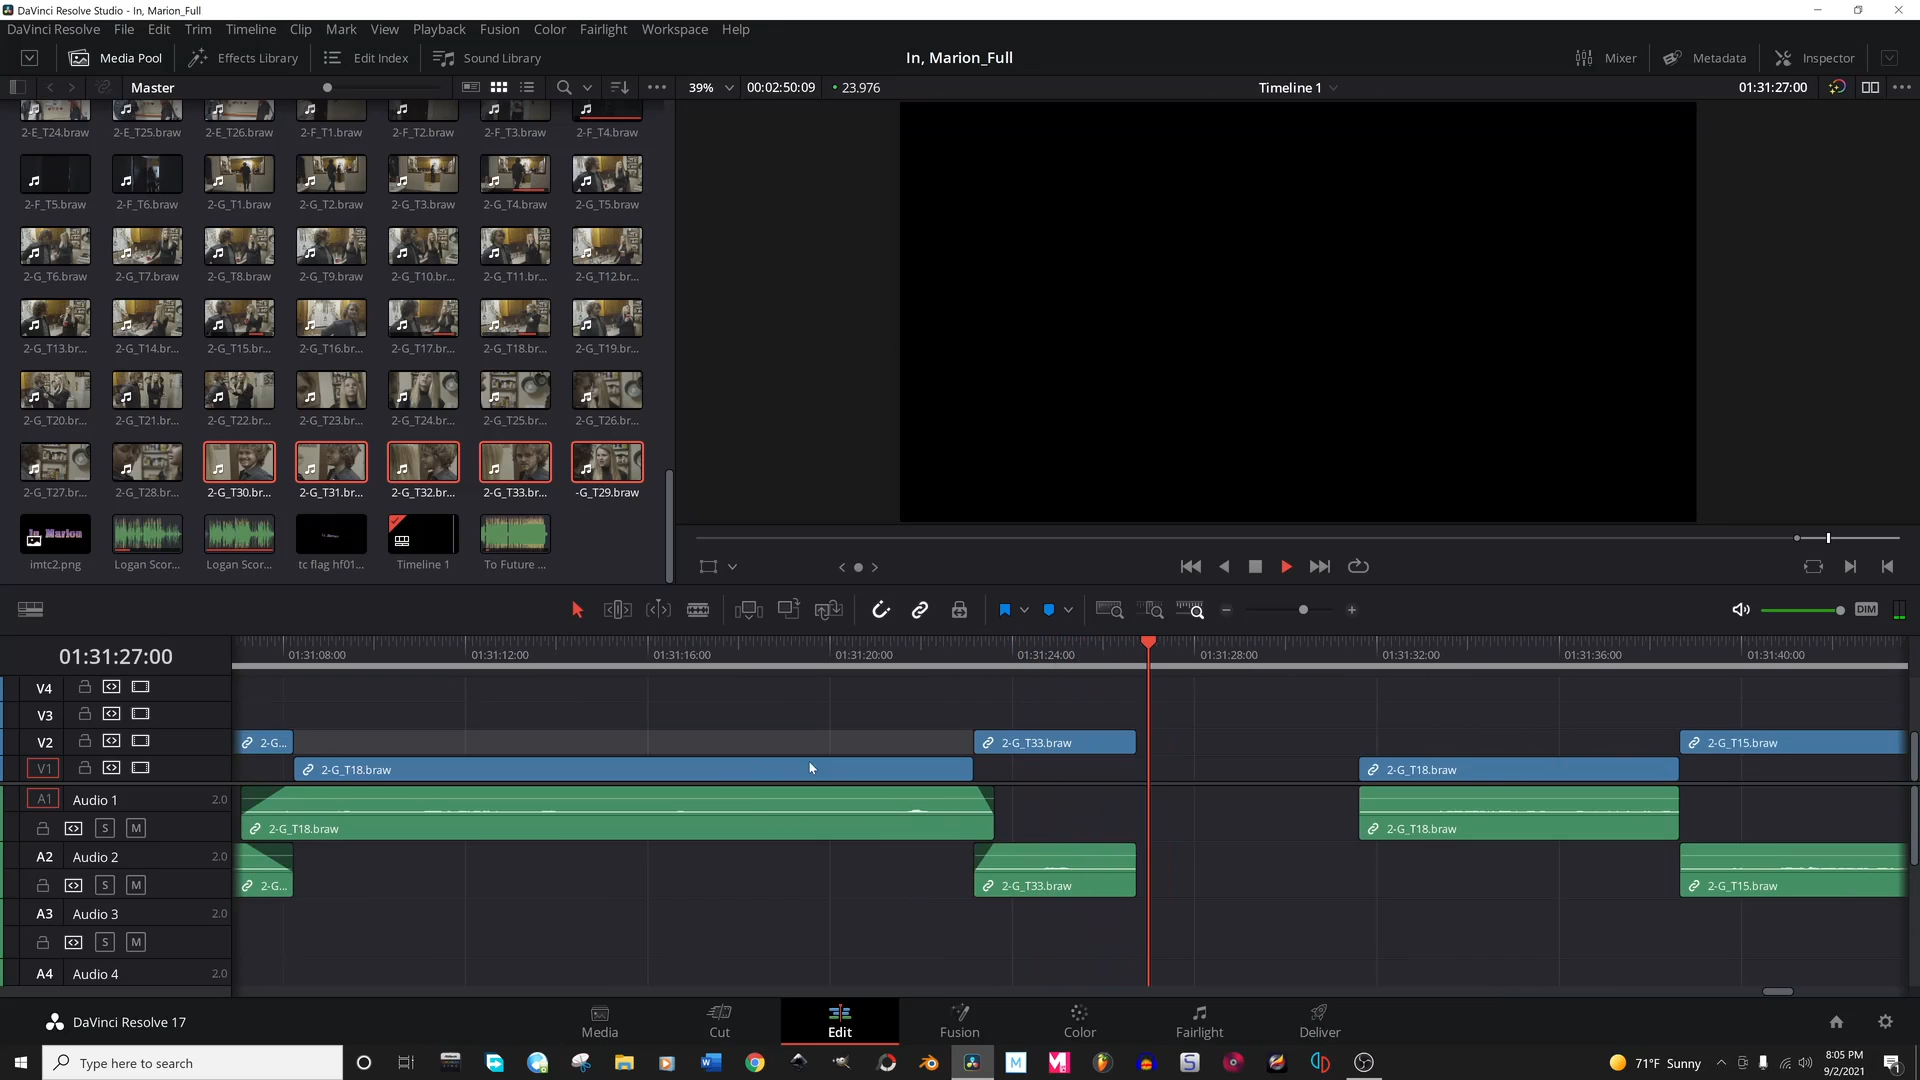 DaVinci Resolve Studio - In, Marion_Full
DaVinci Resolve File Edit Trim Timeline Clip Mark View Playback Fusion Color Fairlight Workspace Help
Media Pool Effects Library Edit Index Sound Library In, Marion_Full Mixer Metadata Inspector
Master 39% 00:02:50:09 23.976 Timeline 1 01:31:27:00
2-E_T24.braw 2-E_T25.braw 2-E_T26.braw 2-F_T1.braw 2-F_T2.braw 2-F_T3.braw 2-F_T4.braw
2-F_T5.braw 2-F_T6.braw 2-G_T1.braw 2-G_T2.braw 2-G_T3.braw 2-G_T4.braw 2-G_T5.braw
2-G_T6.braw 2-G_T7.braw 2-G_T8.braw 2-G_T9.braw 2-G_T10.br... 2-G_T11.br... 2-G_T12.br...
2-G_T13.br... 2-G_T14.br... 2-G_T15.br... 2-G_T16.br... 2-G_T17.br... 2-G_T18.br... 2-G_T19.br...
2-G_T20.br... 2-G_T21.br... 2-G_T22.br... 2-G_T23.br... 2-G_T24.br... 2-G_T25.br... 2-G_T26.br...
2-G_T27.br... 2-G_T28.br... 2-G_T30.br... 2-G_T31.br... 2-G_T32.br... 2-G_T33.br... -G_T29.braw
In Marion
imtc2.png Logan Scor... Logan Scor... tc flag hf01... Timeline 1 To Future ...
DIM
01:31:27:00 01:31:08:00 01:31:12:00 01:31:16:00 01:31:20:00 01:31:24:00 01:31:28:00 01:31:32:00 01:31:36:00 01:31:40:00
V4
V3
V2 2-G... 2-G_T33.braw 2-G_T15.braw
V1 2-G_T18.braw 2-G_T18.braw
A1 Audio 1 2.0
S M 2-G_T18.braw 2-G_T18.braw
A2 Audio 2 2.0
S M 2-G... 2-G_T33.braw 2-G_T15.braw
A3 Audio 3 2.0
S M
A4 Audio 4 2.0
DaVinci Resolve 17 Media Cut Edit Fusion Color Fairlight Deliver
Type here to search 71°F Sunny 8:05 PM
9/2/2021